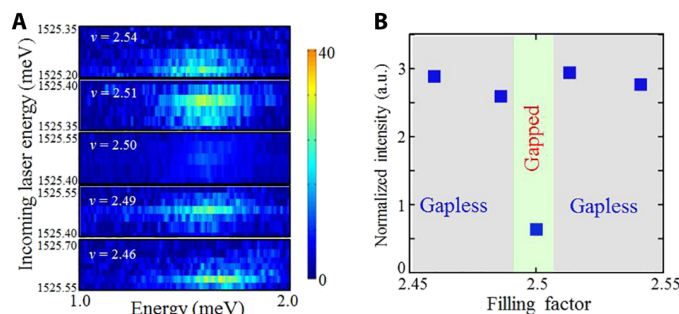 A
Incoming laser energy (meV)
1525.35
v = 2.54
1525.20
1525.40
v = 2.51
1525.35
1525.55
v = 2.50
1525.40
1525.55
v = 2.49
1525.40
1525.70
v = 2.46
1525.55
1.0
2.0
Energy (meV)
40
0
B
Normalized intensity (a.u.)
3
2
1
0
Gapless
Gapped
Gapless
2.45
2.5
2.55
Filling factor